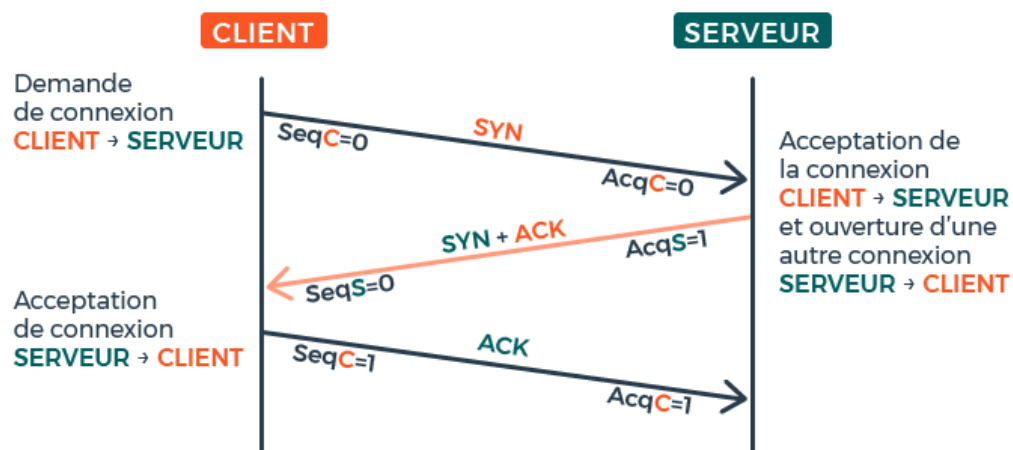 CLIENT
SERVEUR
Demande
de connexion
CLIENT → SERVEUR
SYN
SeqC=0
AcqC=0
Acceptation de
la connexion
CLIENT → SERVEUR
et ouverture d’une
autre connexion
SERVEUR → CLIENT
SYN + ACK
AcqS=1
SeqS=0
Acceptation
de connexion
SERVEUR → CLIENT
ACK
SeqC=1
AcqC=1